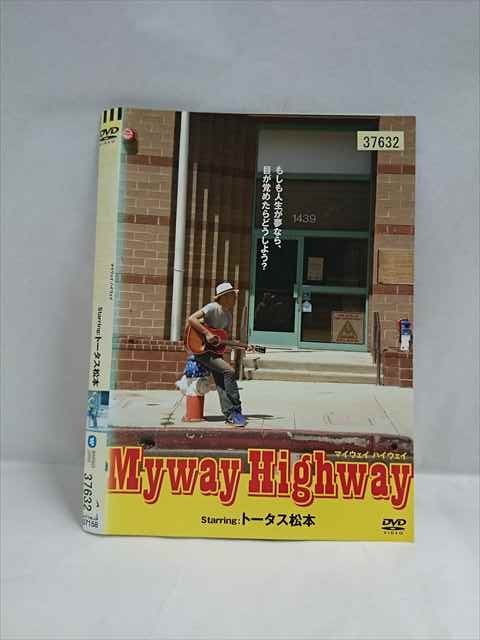 37632
もしも人生が夢なら、
目が覚めたらどうしよう？
1439
Myway Highway
マイウェイ ハイウェイ
Starring:トータス松本
DVD
VIDEO
DVD
VIDEO
Starring:トータス松本
37632